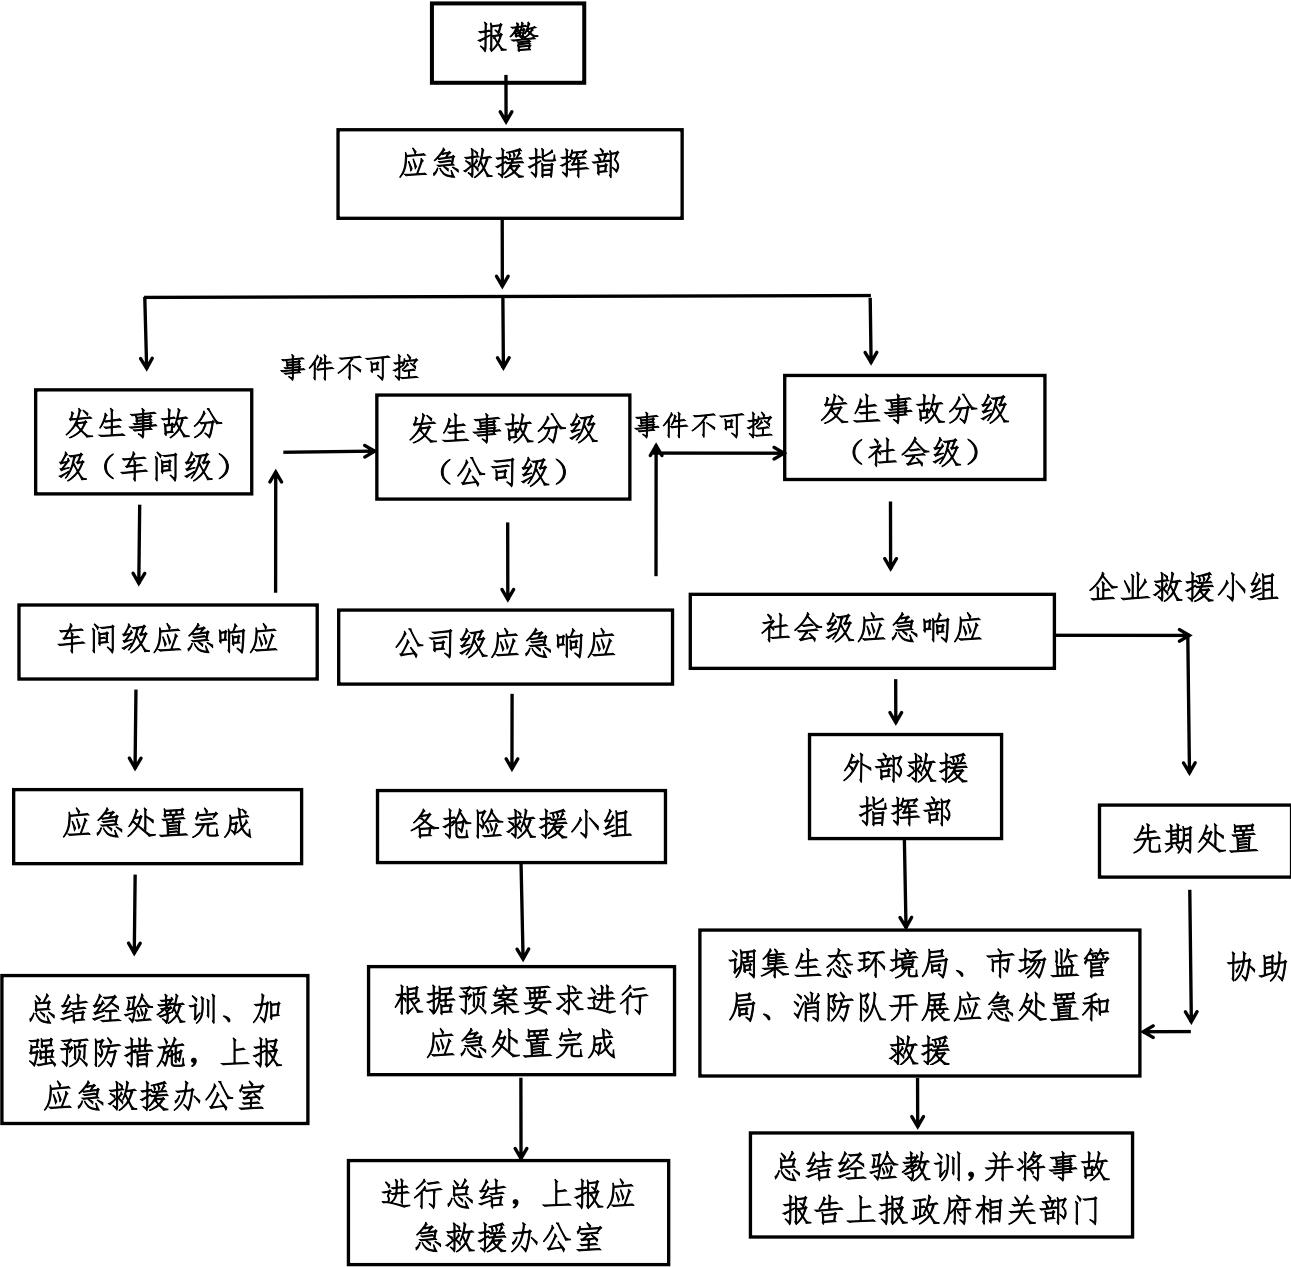 报警
应急救援指挥部
事件不可控
发生事故分
级（车间级）
发生事故分级
（公司级）
事件不可控
发生事故分级
（社会级）
车间级应急响应
公司级应急响应
社会级应急响应
企业救援小组
外部救援
指挥部
应急处置完成
各抢险救援小组
先期处置
调集生态环境局、市场监管
局、消防队开展应急处置和
救援
协助
总结经验教训、加
强预防措施，上报
应急救援办公室
根据预案要求进行
应急处置完成
进行总结，上报应
急救援办公室
总结经验教训，并将事故
报告上报政府相关部门